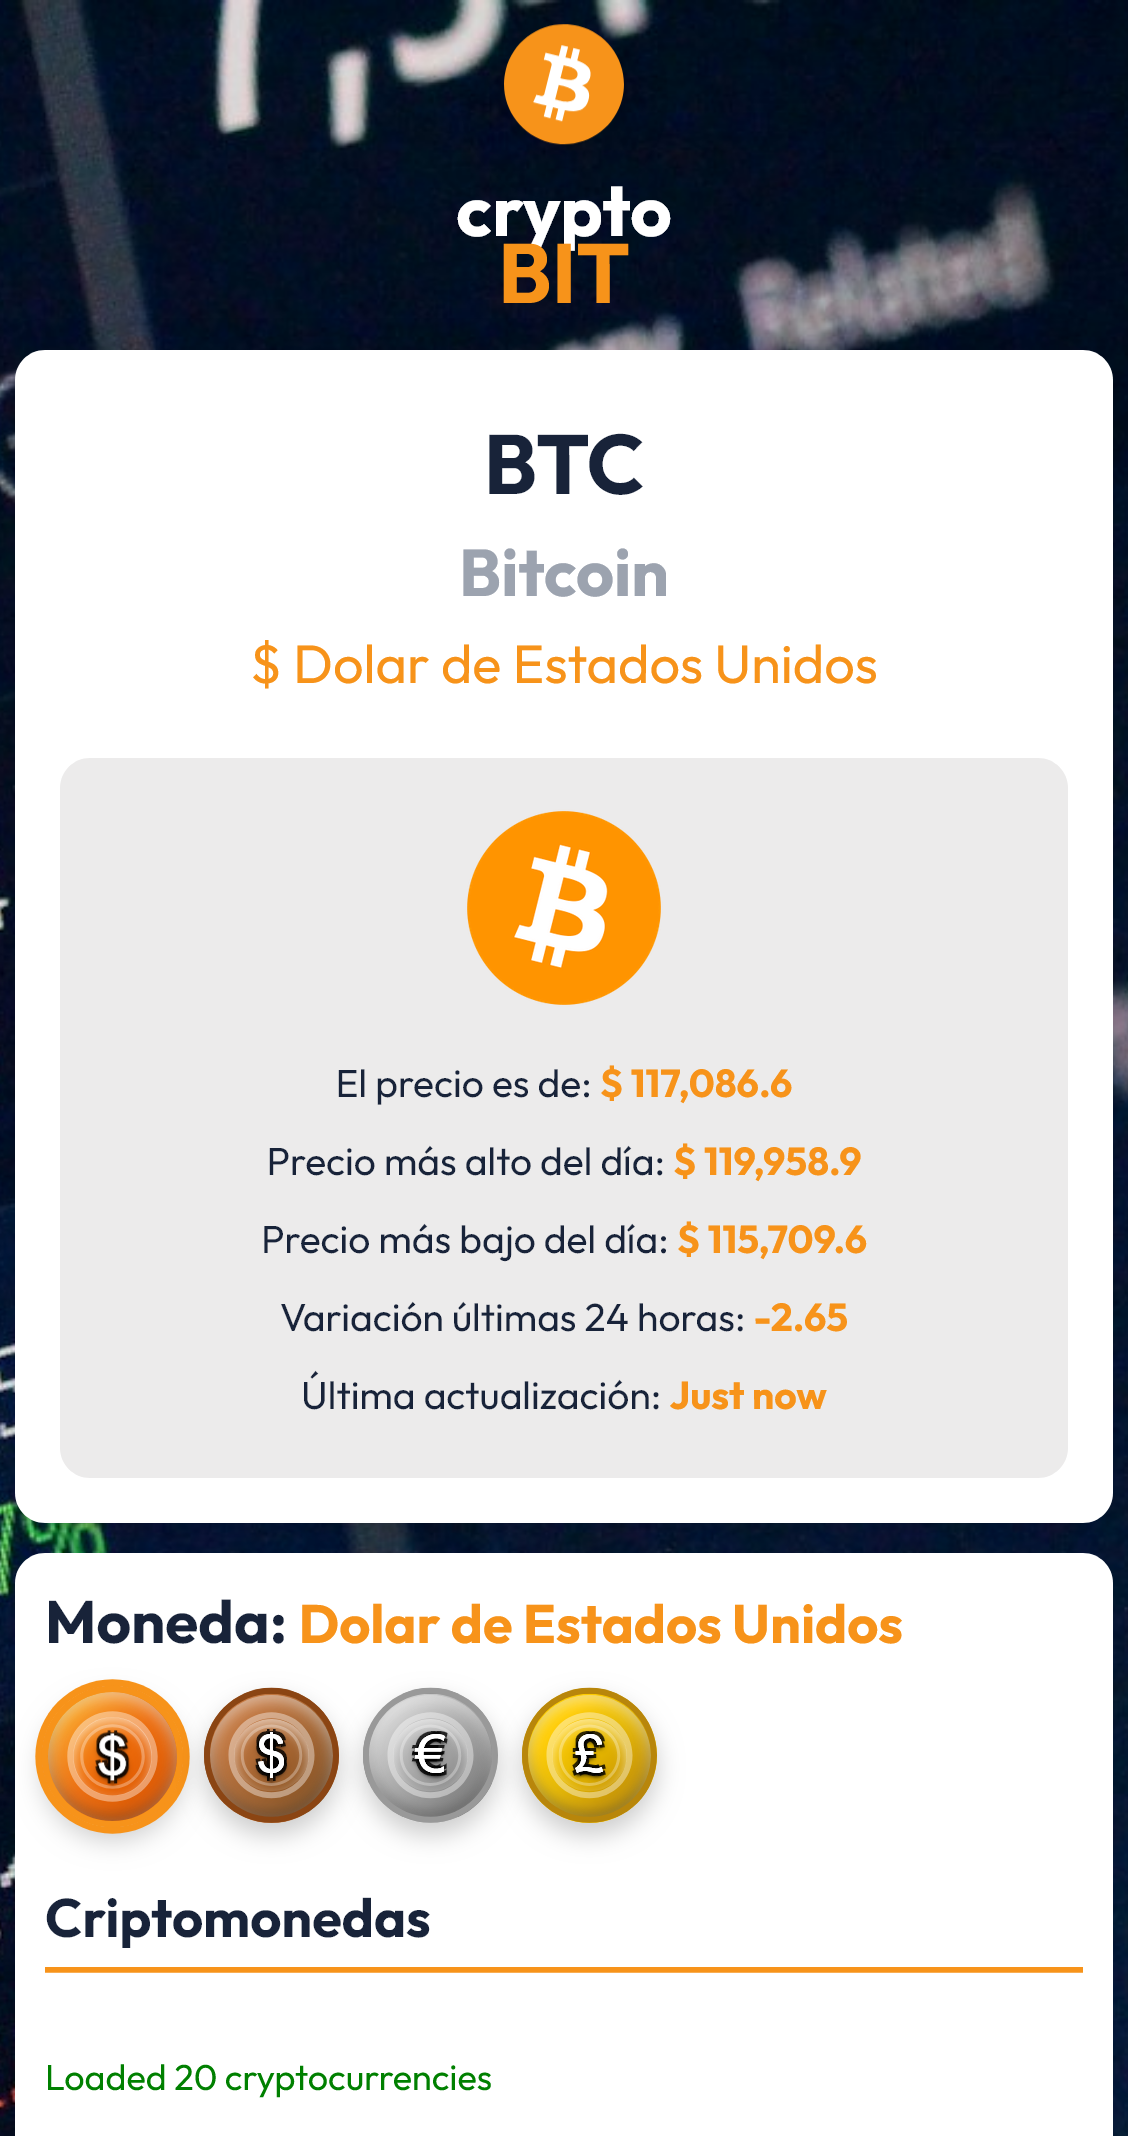 crypto
BIT
Related
BTC
Bitcoin
$ Dolar de Estados Unidos
El precio es de: $ 117,086.6
Precio más alto del día: $ 119,958.9
Precio más bajo del día: $ 115,709.6
Variación últimas 24 horas: -2.65
Última actualización: Just now
7%
Moneda: Dolar de Estados Unidos
$ $ € £
Criptomonedas
Loaded 20 cryptocurrencies